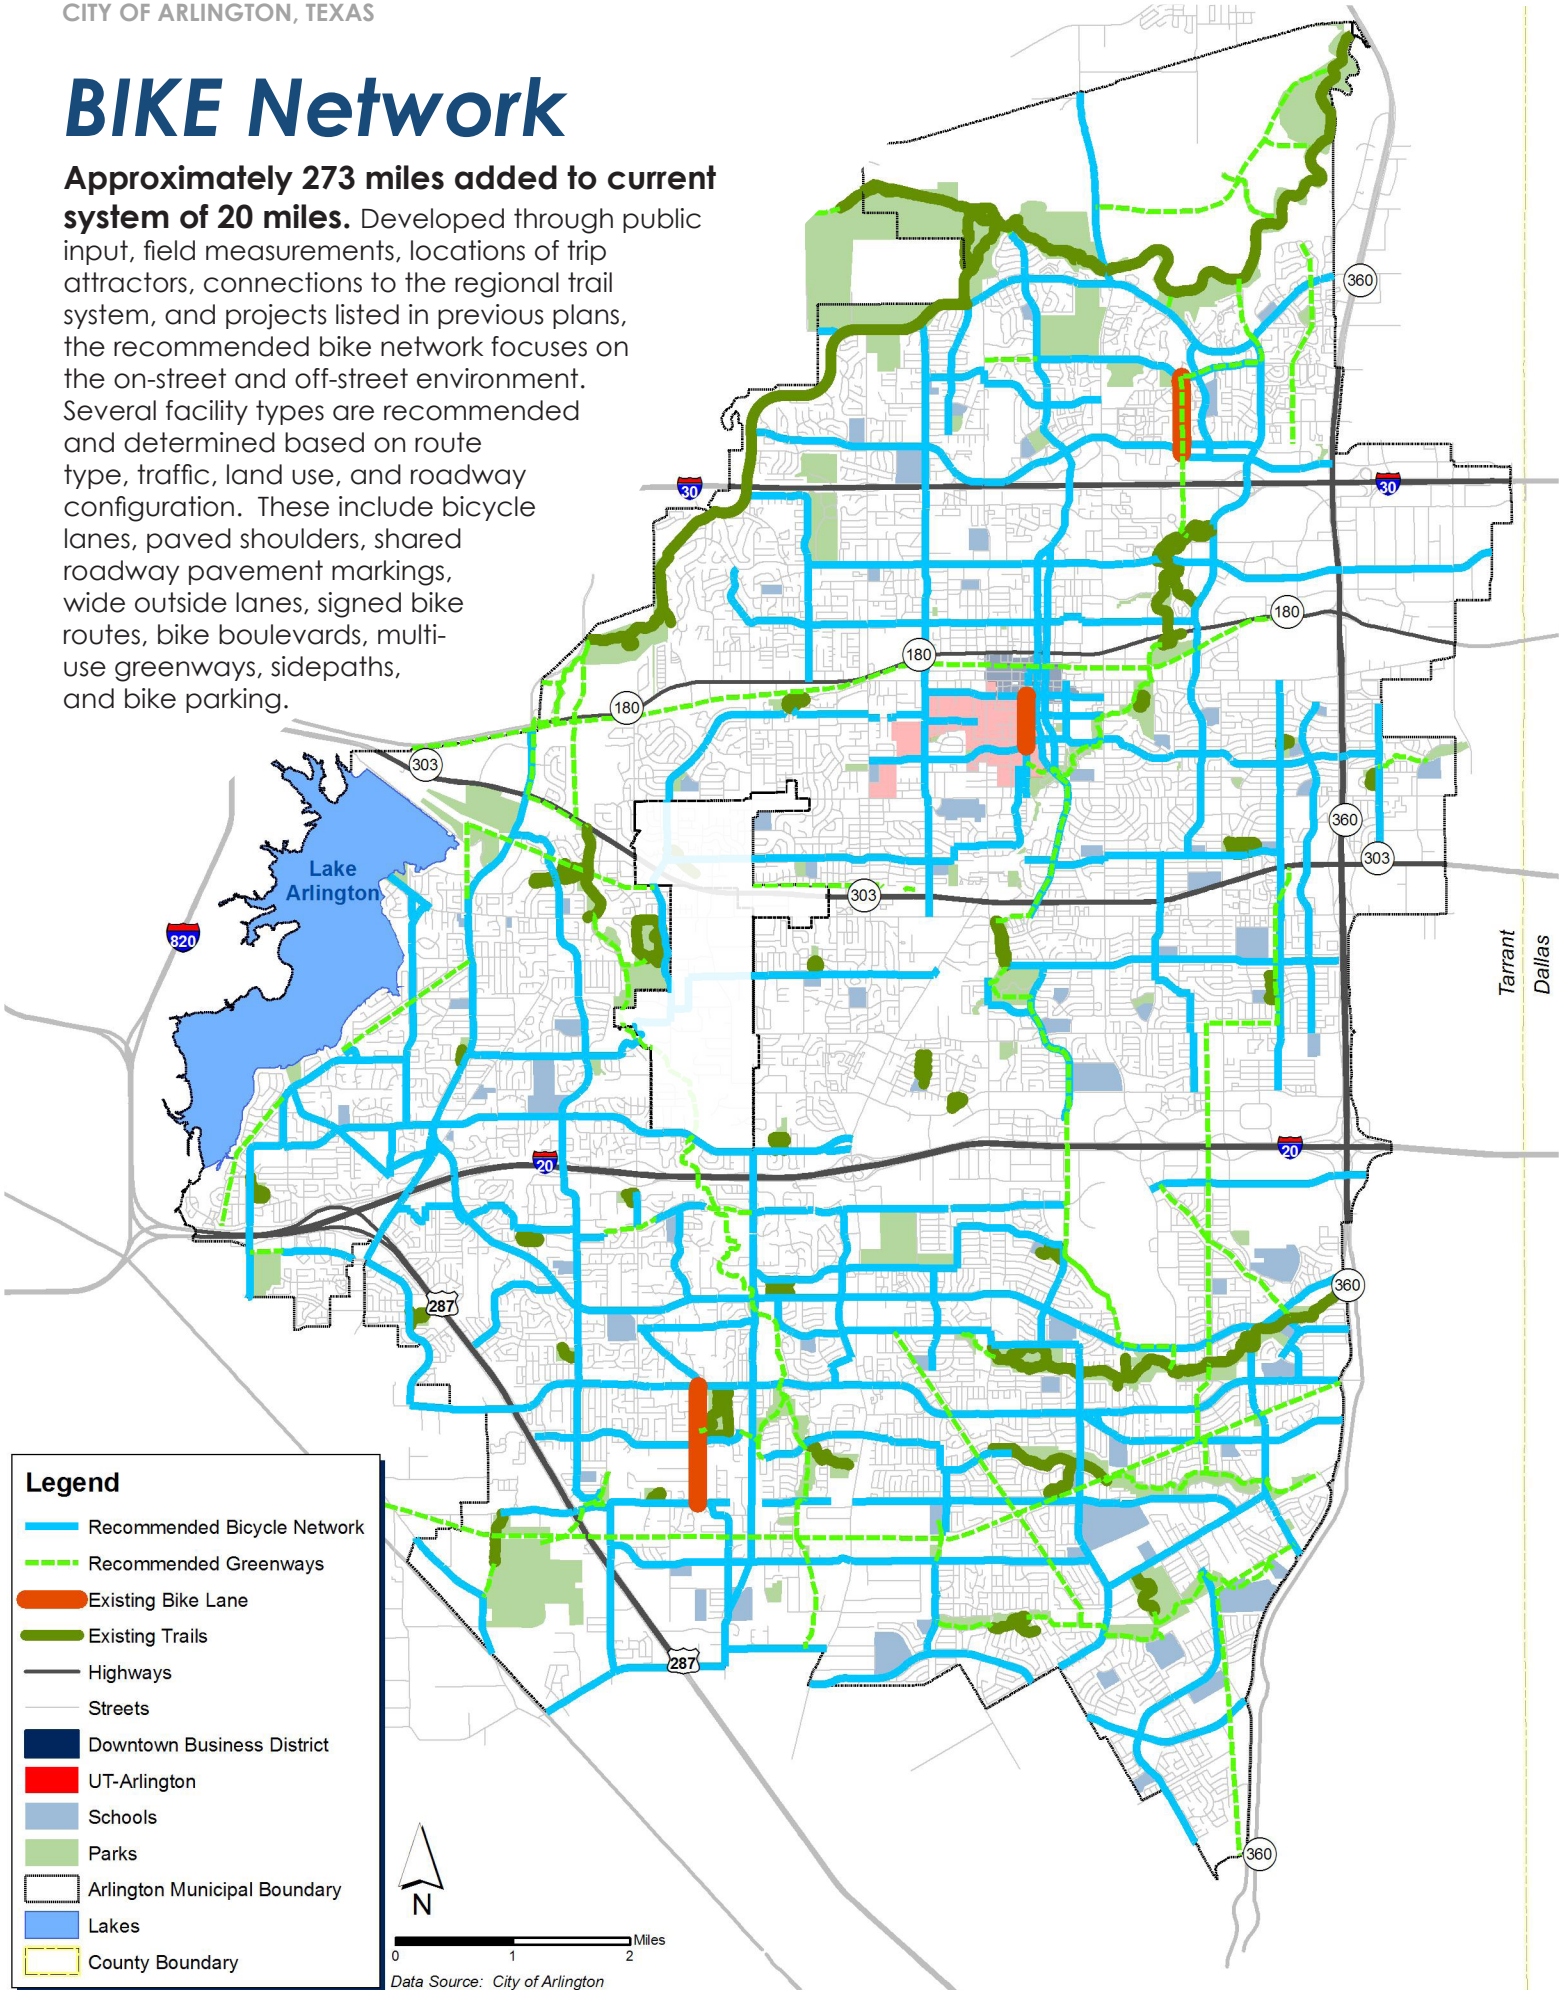 CITY OF ARLINGTON, TEXAS
BIKE Network
Approximately 273 miles added to current
system of 20 miles. Developed through public
input, field measurements, locations of trip
attractors, connections to the regional trail
system, and projects listed in previous plans,
the recommended bike network focuses on
the on-street and off-street environment.
Several facility types are recommended
and determined based on route
type, traffic, land use, and roadway
configuration.  These include bicycle
lanes, paved shoulders, shared
roadway pavement markings,
wide outside lanes, signed bike
routes, bike boulevards, multi-
use greenways, sidepaths,
and bike parking.
360
30
30
180
180
180
303
360
303
Lake
Arlington
303
820
Tarrant
Dallas
20
20
360
287
287
360
Legend
Recommended Bicycle Network
Recommended Greenways
Existing Bike Lane
Existing Trails
Highways
Streets
Downtown Business District
UT-Arlington
Schools
Parks
Arlington Municipal Boundary
Lakes
County Boundary
N
Miles
0 1 2
Data Source: City of Arlington